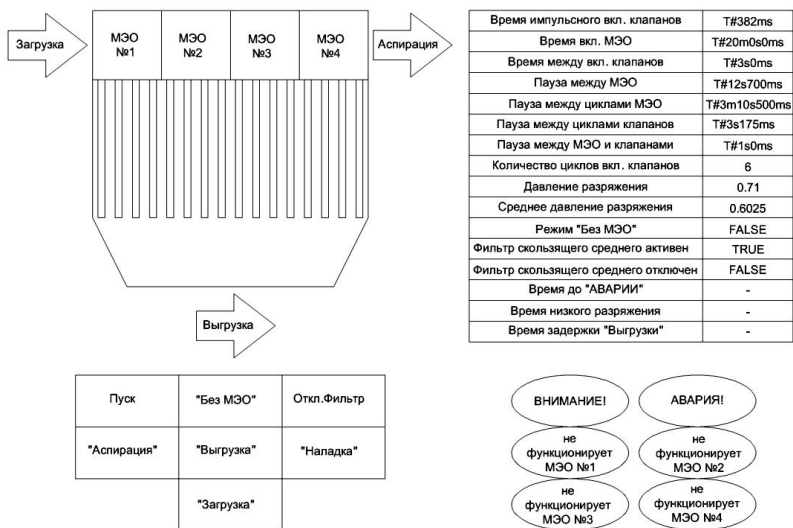 Загрузка
МЭО
№1
МЭО
№2
МЭО
№3
МЭО
№4
Аспирация
Выгрузка
Время импульсного вкл. клапанов T#382ms
Время вкл. МЭО T#20m0s0ms
Время между вкл. клапанов T#3s0ms
Пауза между МЭО T#12s700ms
Пауза между циклами МЭО T#3m10s500ms
Пауза между циклами клапанов T#3s175ms
Пауза между МЭО и клапанами T#1s0ms
Количество циклов вкл. клапанов 6
Давление разряжения 0.71
Среднее давление разряжения 0.6025
Режим "Без МЭО" FALSE
Фильтр скользящего среднего активен TRUE
Фильтр скользящего среднего отключен FALSE
Время до "АВАРИИ" -
Время низкого разряжения -
Время задержки "Выгрузки" -
Пуск "Без МЭО" Откл.Фильтр
"Аспирация" "Выгрузка" "Наладка"
"Загрузка"
ВНИМАНИЕ!
АВАРИЯ!
не
функционирует
МЭО №1
не
функционирует
МЭО №2
не
функционирует
МЭО №3
не
функционирует
МЭО №4